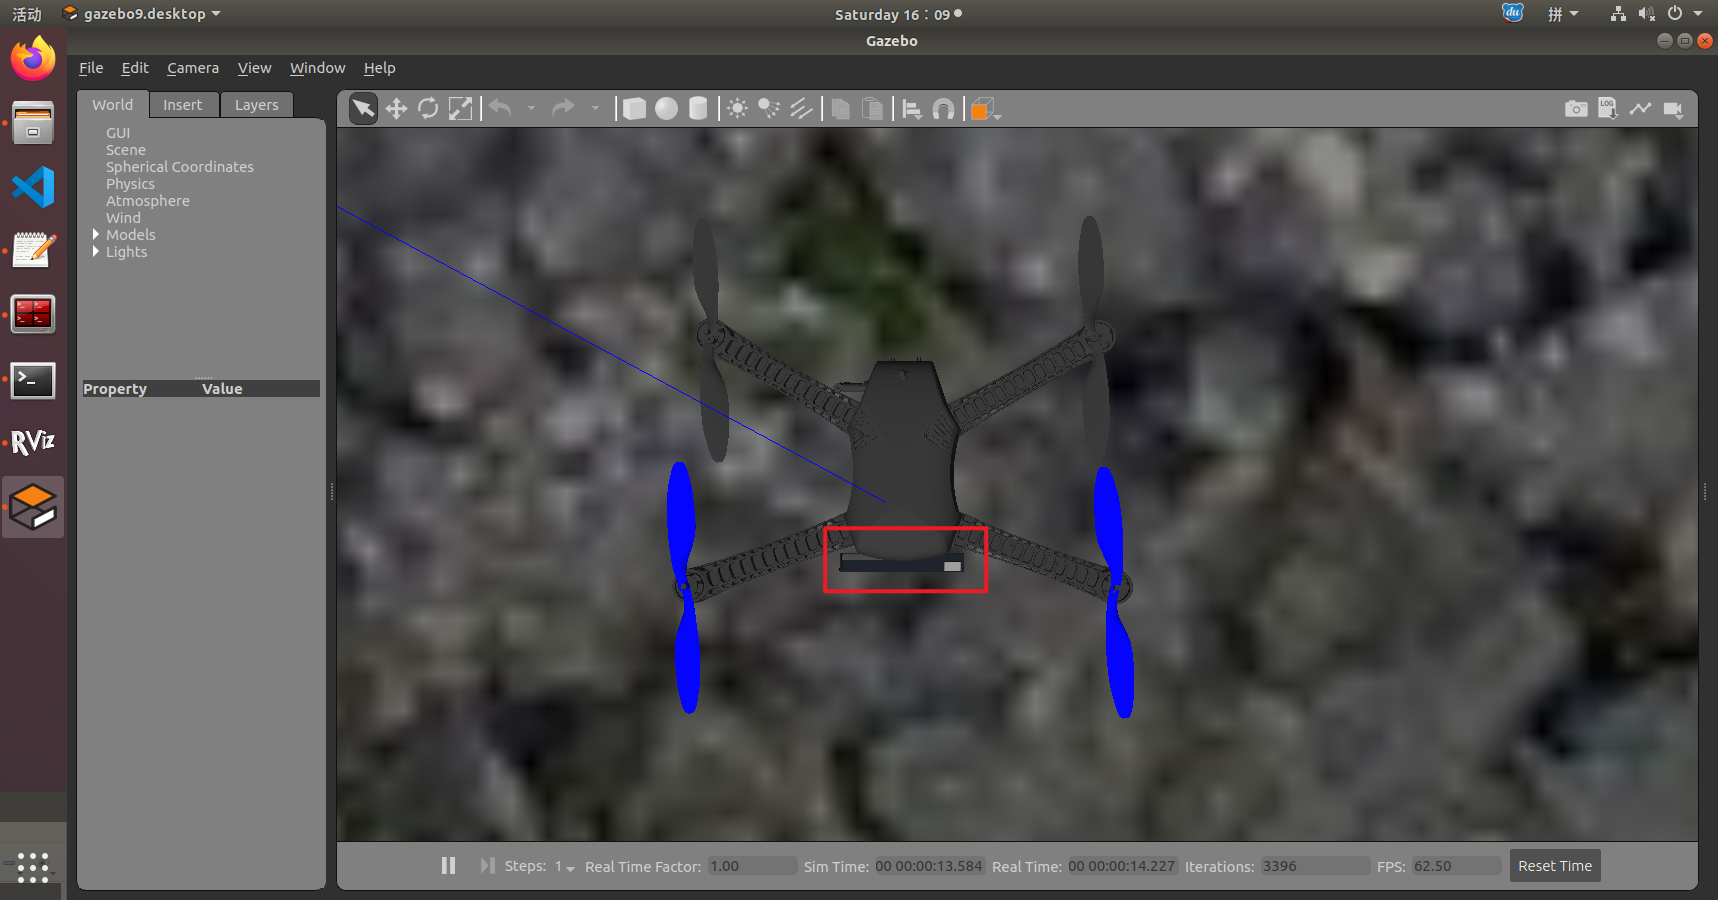 活动
gazebo9.desktop
Saturday 16：09
du
拼
Gazebo
File Edit Camera View Window Help
World Insert Layers
LOG
GUI
Scene
Spherical Coordinates
Physics
Atmosphere
Wind
Models
Lights
Property Value
RViz
Steps: 1 Real Time Factor: 1.00 Sim Time: 00 00:00:13.584 Real Time: 00 00:00:14.227 Iterations: 3396 FPS: 62.50 Reset Time